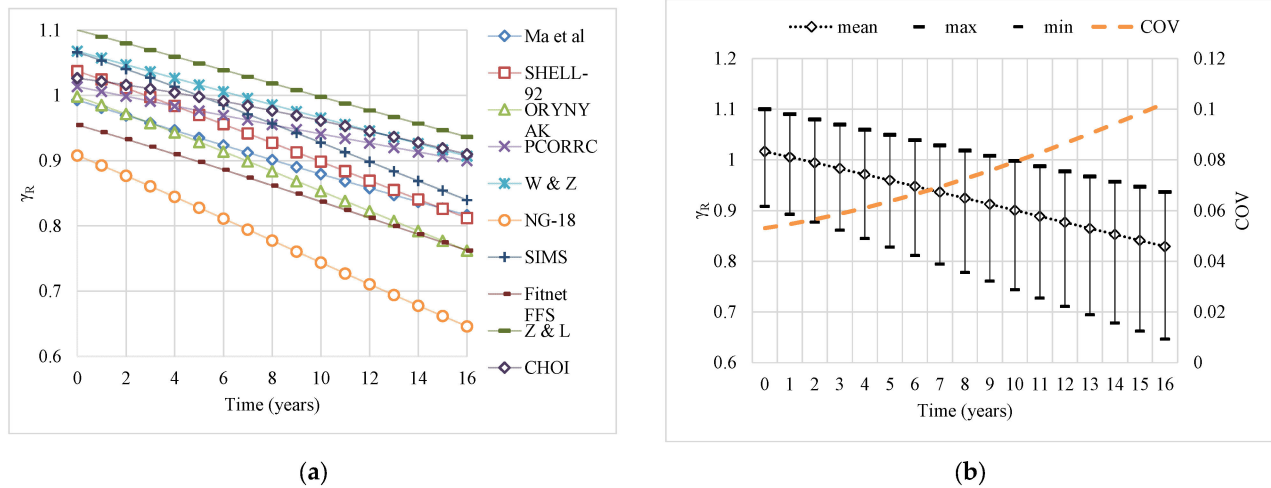 1.1
1
0.9
0.8
0.7
0.6
γR
0 2 4 6 8 10 12 14 16
Time (years)
Ma et al
SHELL-
92
ORYNY
AK
PCORRC
W & Z
NG-18
SIMS
Fitnet
FFS
Z & L
CHOI
(a)
mean max min COV
1.2
1.1
1
0.9
0.8
0.7
0.6
γR
0.12
0.1
0.08
0.06
0.04
0.02
0
COV
0 1 2 3 4 5 6 7 8 9 10 11 12 13 14 15 16
Time (years)
(b)